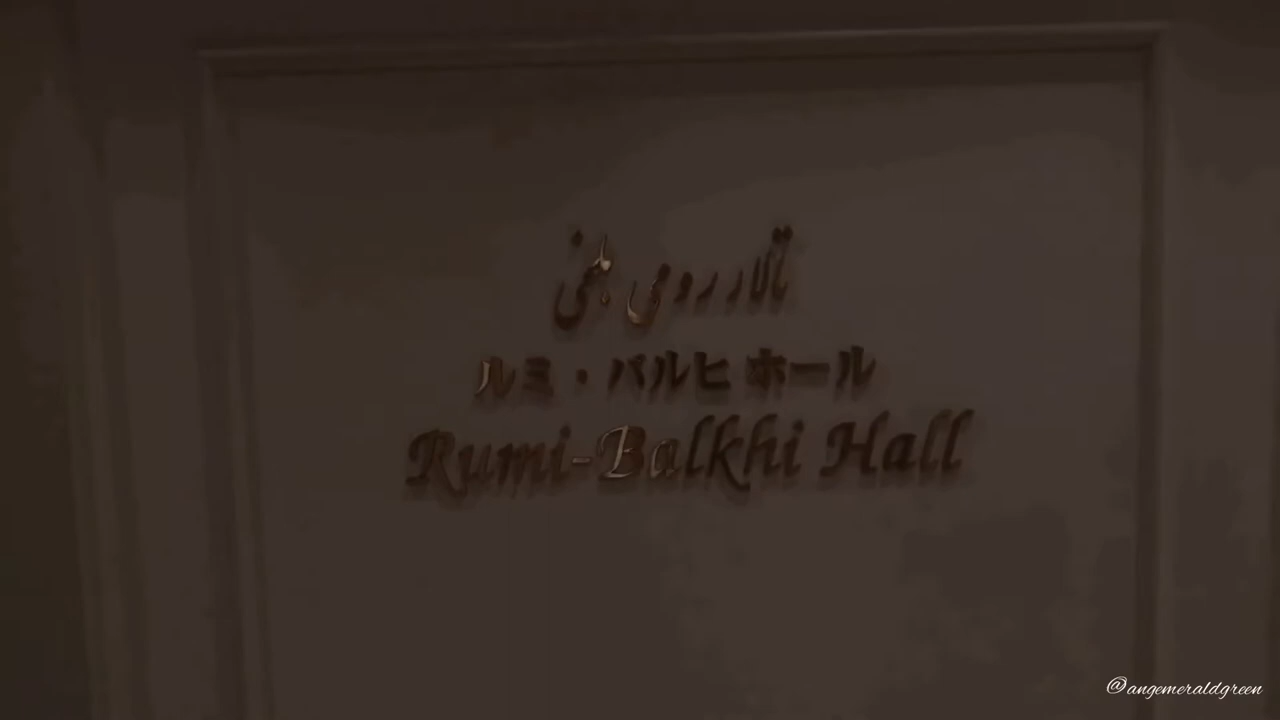 تالار رومی بلخی
ルミ・バルヒ ホール
Rumi-Balkhi Hall
@angemeraldgreen